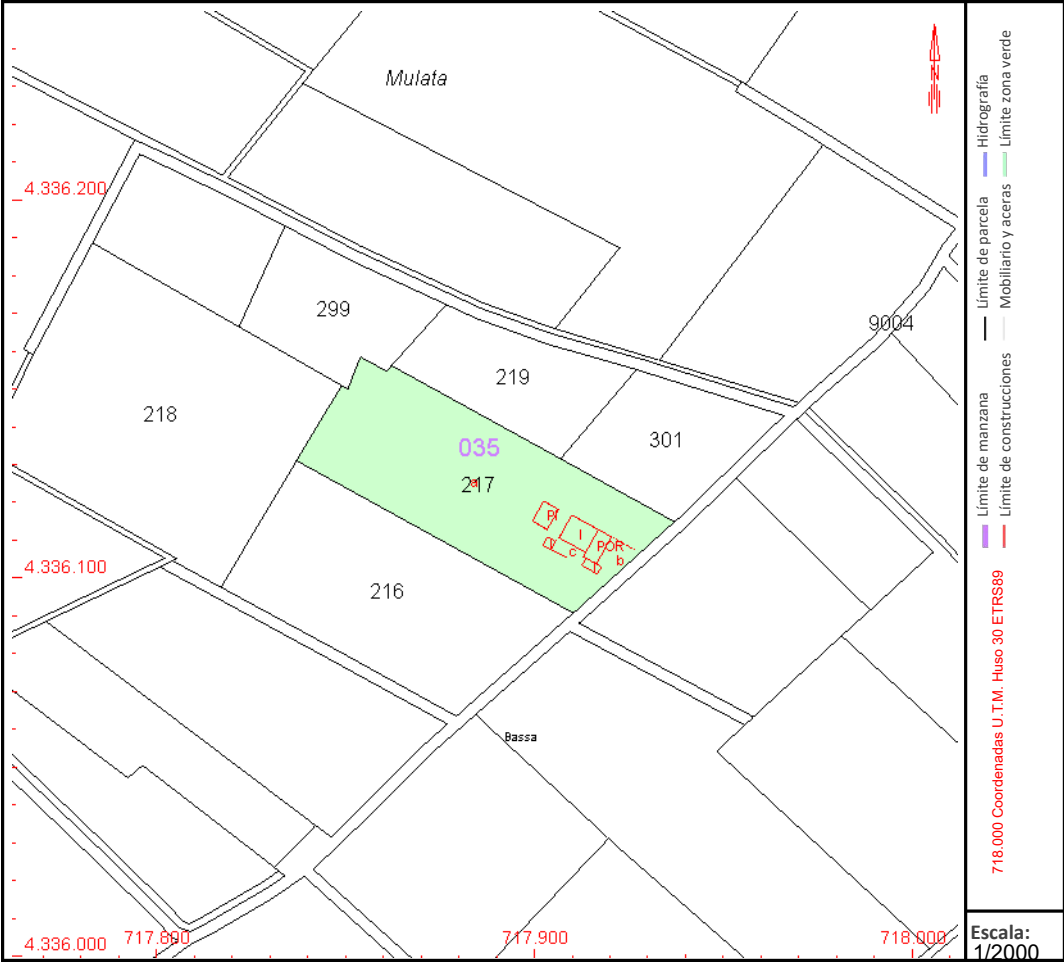 Mulata
N
4.336.200
299
9004
219
218
301
035
217
a
PI
I
POR
c
b
4.336.100
216
Bassa
4.336.000
717.800
717.900
718.000
Hidrografía
Límite zona verde
Límite de parcela
Mobiliario y aceras
Límite de manzana
Límite de construcciones
718.000 Coordenadas U.T.M. Huso 30 ETRS89
Escala:
1/2000